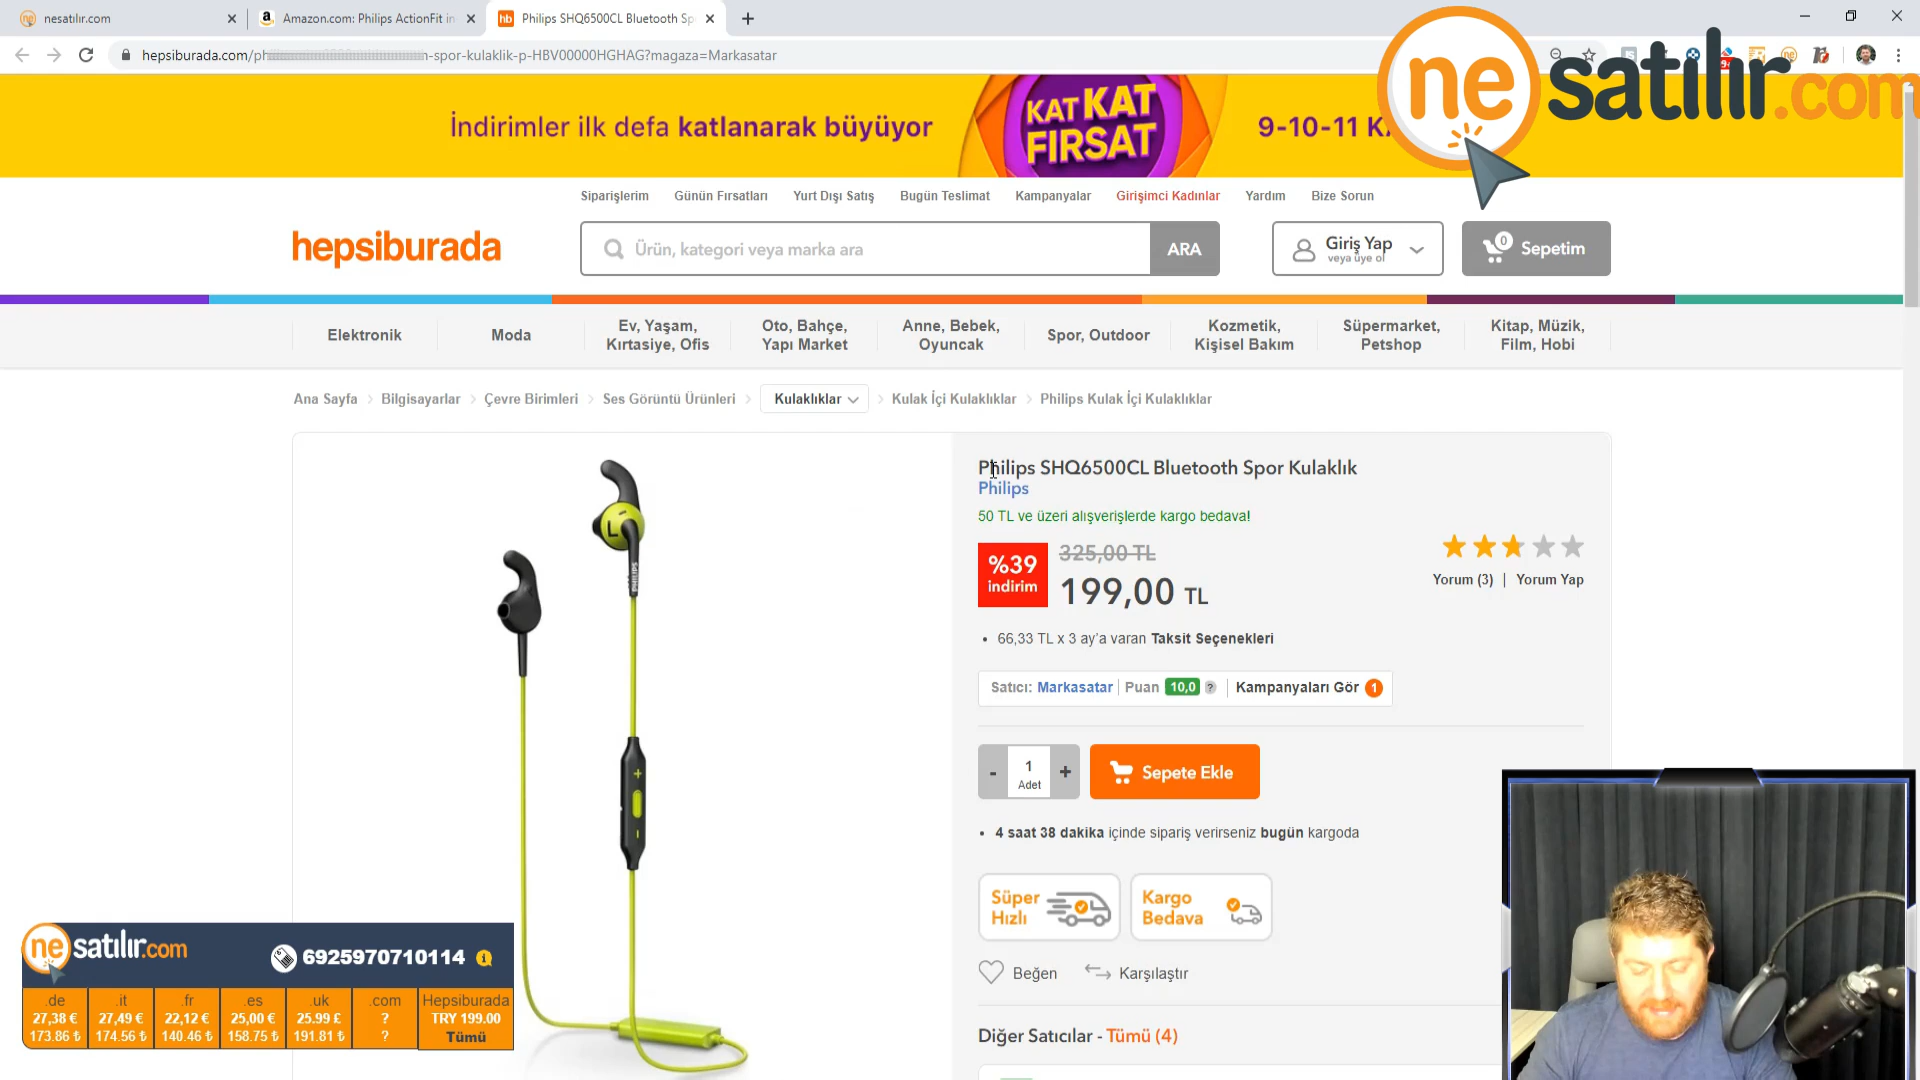 nesatılır.com
Amazon.com: Philips ActionFit in
hb Philips SHQ6500CL Bluetooth Sp
-spor-kulaklik-p-HBV00000HGHAG?magaza=Markasatar
hepsiburada.com/ph
ne satılır.com
İndirimler ilk defa katlanarak büyüyor
KAT KAT
FIRSAT
9-10-11 K
Siparişlerim
Günün Fırsatları
Yurt Dışı Satış
Bugün Teslimat
Kampanyalar
Girişimci Kadınlar
Yardım
Bize Sorun
hepsiburada
Ürün, kategori veya marka ara
ARA
Giriş Yap
veya üye ol
0
Sepetim
Elektronik
Moda
Ev, Yaşam,
Kırtasiye, Ofis
Oto, Bahçe,
Yapı Market
Anne, Bebek,
Oyuncak
Spor, Outdoor
Kozmetik,
Kişisel Bakım
Süpermarket,
Petshop
Kitap, Müzik,
Film, Hobi
Ana Sayfa
Bilgisayarlar
Çevre Birimleri
Ses Görüntü Ürünleri
Kulaklıklar
Kulak İçi Kulaklıklar
Philips Kulak İçi Kulaklıklar
L
PHILIPS
Philips SHQ6500CL Bluetooth Spor Kulaklık
Philips
50 TL ve üzeri alışverişlerde kargo bedava!
%39
indirim
325,00 TL
199,00 TL
Yorum (3) | Yorum Yap
• 66,33 TL x 3 ay'a varan Taksit Seçenekleri
Satıcı: Markasatar | Puan 10,0 ? | Kampanyaları Gör 1
-
1
Adet
+
Sepete Ekle
• 4 saat 38 dakika içinde sipariş verirseniz bugün kargoda
Süper
Hızlı
Kargo
Bedava
Beğen
Karşılaştır
Diğer Satıcılar - Tümü (4)
ne satılır.com
6925970710114
.de
27,38 €
173.86 ₺
.it
27,49 €
174.56 ₺
.fr
22,12 €
140.46 ₺
.es
25,00 €
158.75 ₺
.uk
25.99 £
191.81 ₺
.com
?
?
Hepsiburada
TRY 199.00
Tümü